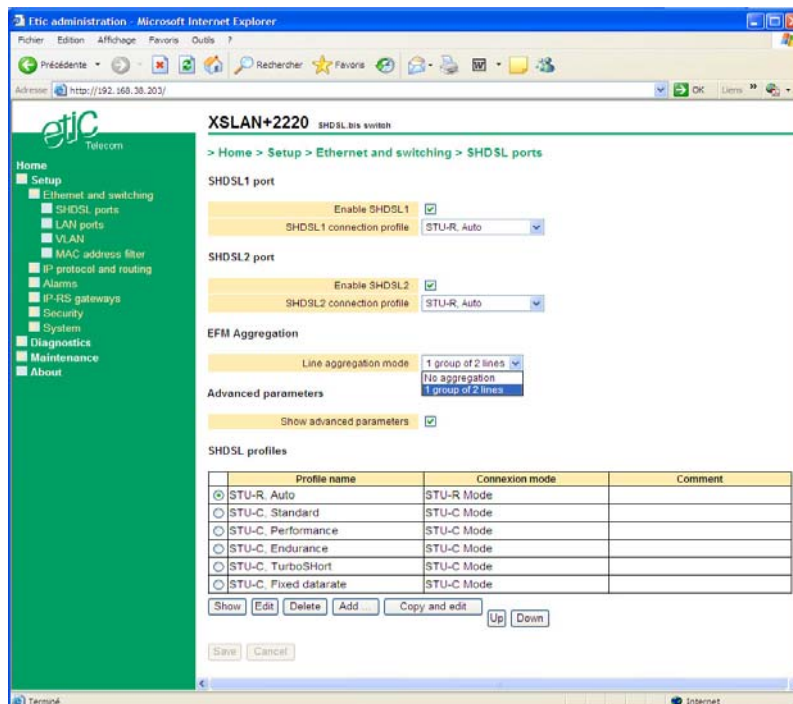 Etic administration - Microsoft Internet Explorer
Fichier Edition Affichage Favoris Outils ?
Précédente Rechercher Favoris
Adresse http://192.168.38.203/ OK Liens »
etic
Telecom
Home
Setup
Ethernet and switching
SHDSL ports
LAN ports
VLAN
MAC address filter
IP protocol and routing
Alarms
IP-RS gateways
Security
System
Diagnostics
Maintenance
About
XSLAN+2220 SHDSL.bis switch
> Home > Setup > Ethernet and switching > SHDSL ports
SHDSL1 port
Enable SHDSL1
SHDSL1 connection profile STU-R, Auto
SHDSL2 port
Enable SHDSL2
SHDSL2 connection profile STU-R, Auto
EFM Aggregation
Line aggregation mode 1 group of 2 lines
No aggregation
1 group of 2 lines
Advanced parameters
Show advanced parameters
SHDSL profiles
Profile name Connexion mode Comment
STU-R, Auto STU-R Mode
STU-C, Standard STU-C Mode
STU-C, Performance STU-C Mode
STU-C, Endurance STU-C Mode
STU-C, TurboSHort STU-C Mode
STU-C, Fixed datarate STU-C Mode
Show Edit Delete Add ... Copy and edit Up Down
Save Cancel
Terminé Internet